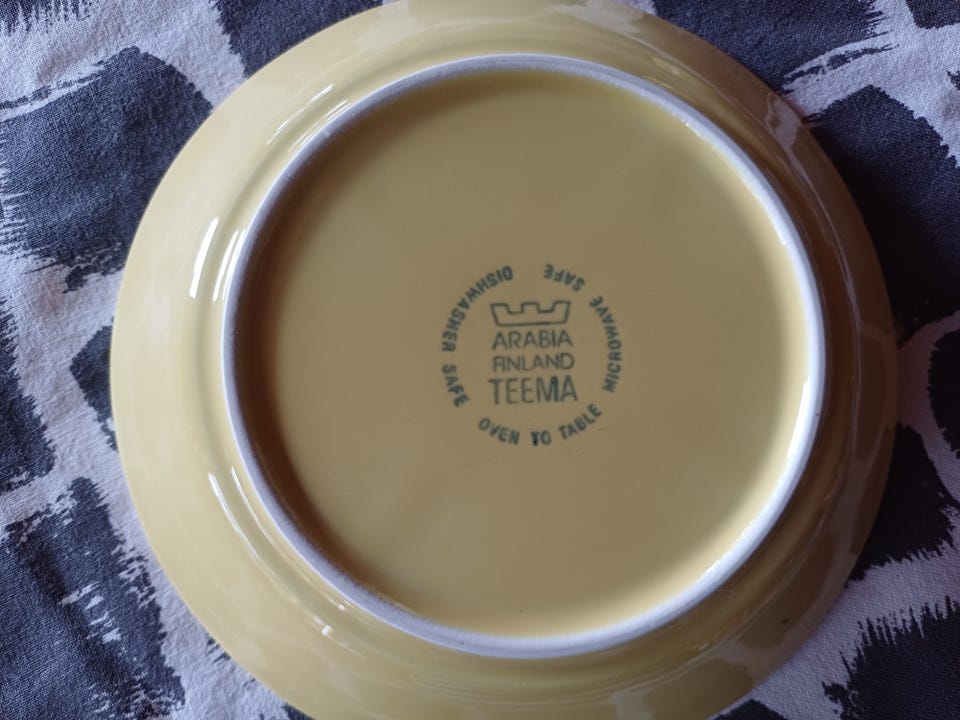 ARABIA
FINLAND
TEEMA
DISHWASHER SAFE
OVEN TO TABLE
MICROWAVE SAFE